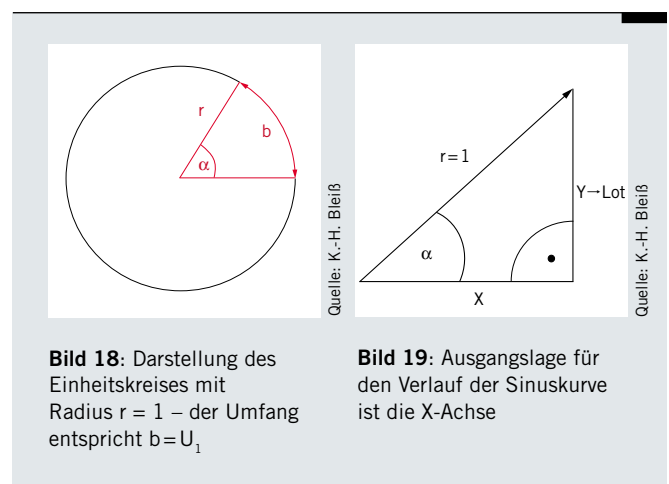 r
b
α
Quelle: K.-H. Bleiß
Bild 18: Darstellung des
Einheitskreises mit
Radius r = 1 – der Umfang
entspricht b = U₁
r = 1
Y→Lot
α
X
Quelle: K.-H. Bleiß
Bild 19: Ausgangslage für
den Verlauf der Sinuskurve
ist die X-Achse